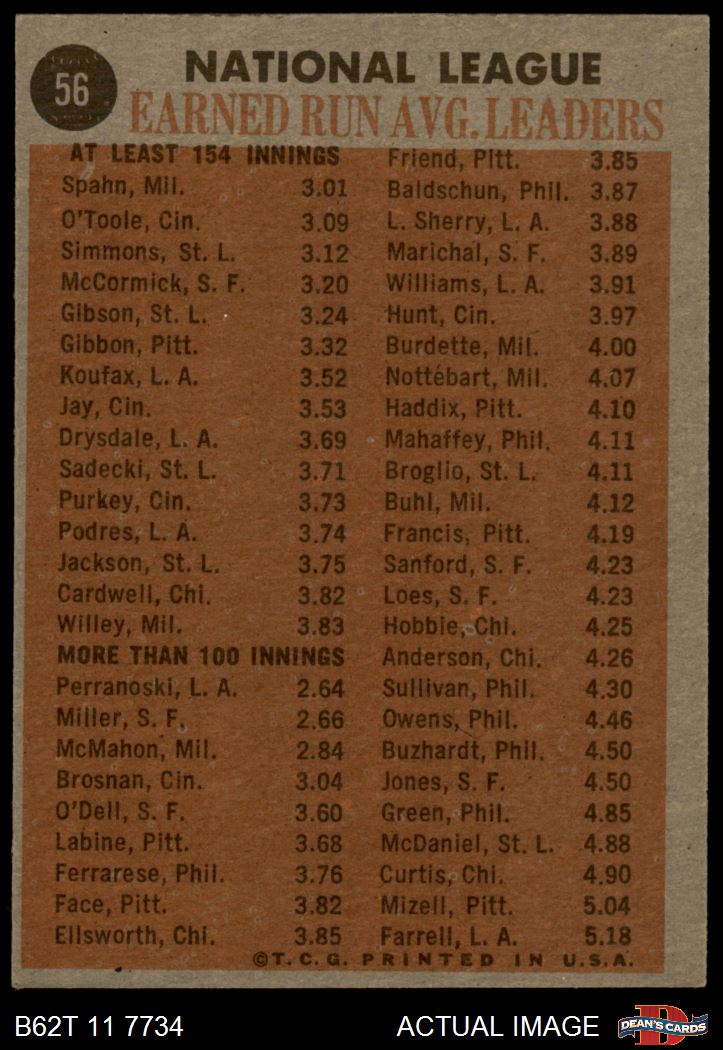 56
NATIONAL LEAGUE
EARNED RUN AVG. LEADERS
AT LEAST 154 INNINGS
Spahn, Mil. 3.01
O'Toole, Cin. 3.09
Simmons, St. L. 3.12
McCormick, S. F. 3.20
Gibson, St. L. 3.24
Gibbon, Pitt. 3.32
Koufax, L. A. 3.52
Jay, Cin. 3.53
Drysdale, L. A. 3.69
Sadecki, St. L. 3.71
Purkey, Cin. 3.73
Podres, L. A. 3.74
Jackson, St. L. 3.75
Cardwell, Chi. 3.82
Willey, Mil. 3.83
MORE THAN 100 INNINGS
Perranoski, L. A. 2.64
Miller, S. F. 2.66
McMahon, Mil. 2.84
Brosnan, Cin. 3.04
O'Dell, S. F. 3.60
Labine, Pitt. 3.68
Ferrarese, Phil. 3.76
Face, Pitt. 3.82
Ellsworth, Chi. 3.85
Friend, Pitt. 3.85
Baldschun, Phil. 3.87
L. Sherry, L. A. 3.88
Marichal, S. F. 3.89
Williams, L. A. 3.91
Hunt, Cin. 3.97
Burdette, Mil. 4.00
Nottebart, Mil. 4.07
Haddix, Pitt. 4.10
Mahaffey, Phil. 4.11
Broglio, St. L. 4.11
Buhl, Mil. 4.12
Francis, Pitt. 4.19
Sanford, S. F. 4.23
Loes, S. F. 4.23
Hobbie, Chi. 4.25
Anderson, Chi. 4.26
Sullivan, Phil. 4.30
Owens, Phil. 4.46
Buzhardt, Phil. 4.50
Jones, S. F. 4.50
Green, Phil. 4.85
McDaniel, St. L. 4.88
Curtis, Chi. 4.90
Mizell, Pitt. 5.04
Farrell, L. A. 5.18
©T. C. G. PRINTED IN U.S.A.
B62T 11 7734
ACTUAL IMAGE
DEAN'S CARDS